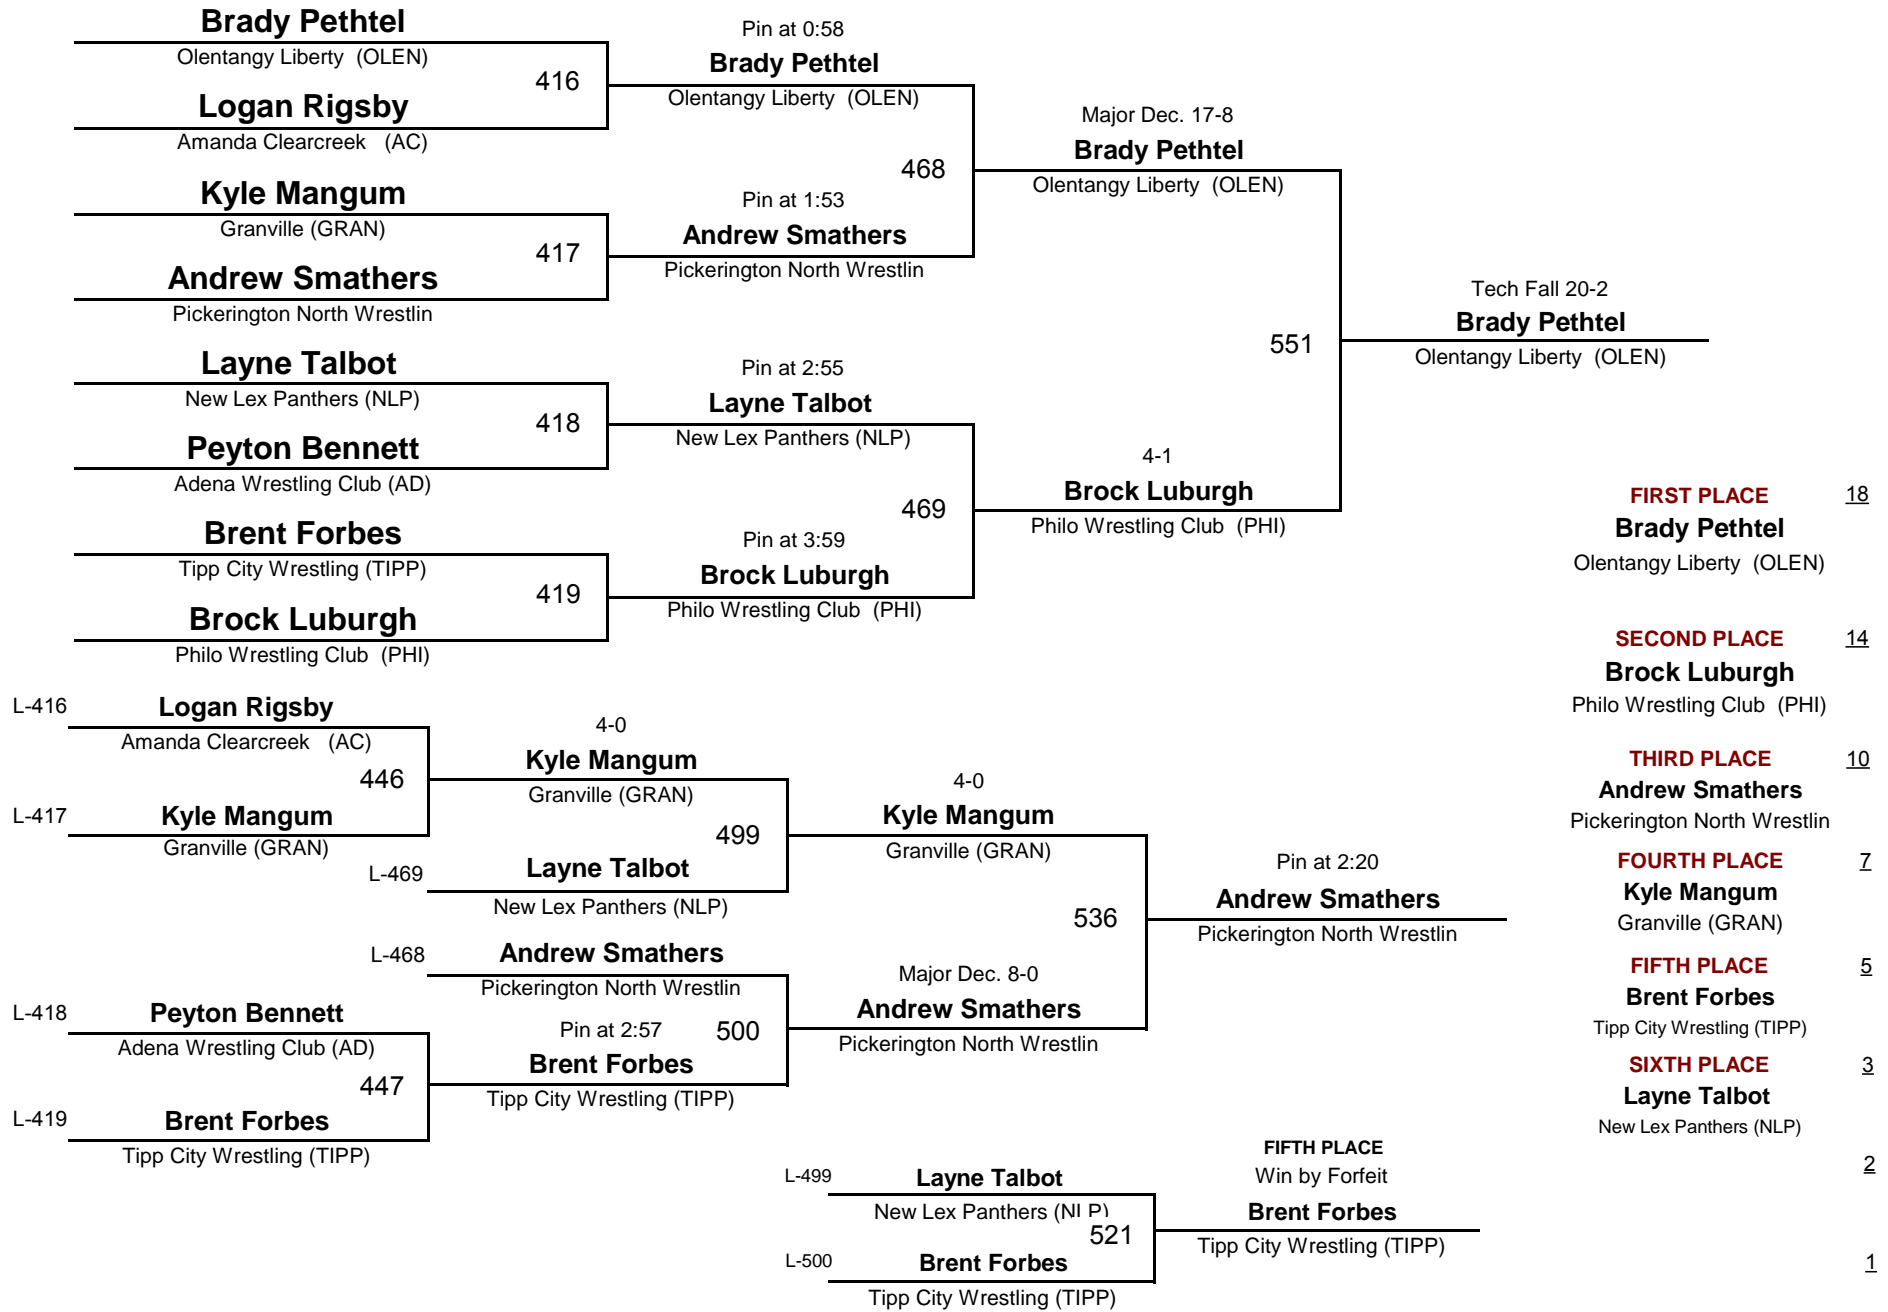 Brady Pethtel
Olentangy Liberty (OLEN)
416
Logan Rigsby
Amanda Clearcreek (AC)
Kyle Mangum
Granville (GRAN)
417
Andrew Smathers
Pickerington North Wrestlin
Layne Talbot
New Lex Panthers (NLP)
418
Peyton Bennett
Adena Wrestling Club (AD)
Brent Forbes
Tipp City Wrestling (TIPP)
419
Brock Luburgh
Philo Wrestling Club (PHI)
Pin at 0:58
Brady Pethtel
Olentangy Liberty (OLEN)
468
Pin at 1:53
Andrew Smathers
Pickerington North Wrestlin
Pin at 2:55
Layne Talbot
New Lex Panthers (NLP)
469
Pin at 3:59
Brock Luburgh
Philo Wrestling Club (PHI)
Major Dec. 17-8
Brady Pethtel
Olentangy Liberty (OLEN)
551
4-1
Brock Luburgh
Philo Wrestling Club (PHI)
Tech Fall 20-2
Brady Pethtel
Olentangy Liberty (OLEN)
L-416
Logan Rigsby
Amanda Clearcreek (AC)
446
L-417
Kyle Mangum
Granville (GRAN)
4-0
Kyle Mangum
Granville (GRAN)
499
L-469
Layne Talbot
New Lex Panthers (NLP)
L-468
Andrew Smathers
Pickerington North Wrestlin
500
L-418
Peyton Bennett
Adena Wrestling Club (AD)
447
L-419
Brent Forbes
Tipp City Wrestling (TIPP)
Pin at 2:57
Brent Forbes
Tipp City Wrestling (TIPP)
4-0
Kyle Mangum
Granville (GRAN)
536
Major Dec. 8-0
Andrew Smathers
Pickerington North Wrestlin
Pin at 2:20
Andrew Smathers
Pickerington North Wrestlin
L-499
Layne Talbot
New Lex Panthers (NLP)
521
L-500
Brent Forbes
Tipp City Wrestling (TIPP)
FIFTH PLACE
Win by Forfeit
Brent Forbes
Tipp City Wrestling (TIPP)
FIRST PLACE 18
Brady Pethtel
Olentangy Liberty (OLEN)
SECOND PLACE 14
Brock Luburgh
Philo Wrestling Club (PHI)
THIRD PLACE 10
Andrew Smathers
Pickerington North Wrestlin
FOURTH PLACE 7
Kyle Mangum
Granville (GRAN)
FIFTH PLACE 5
Brent Forbes
Tipp City Wrestling (TIPP)
SIXTH PLACE 3
Layne Talbot
New Lex Panthers (NLP)
2
1